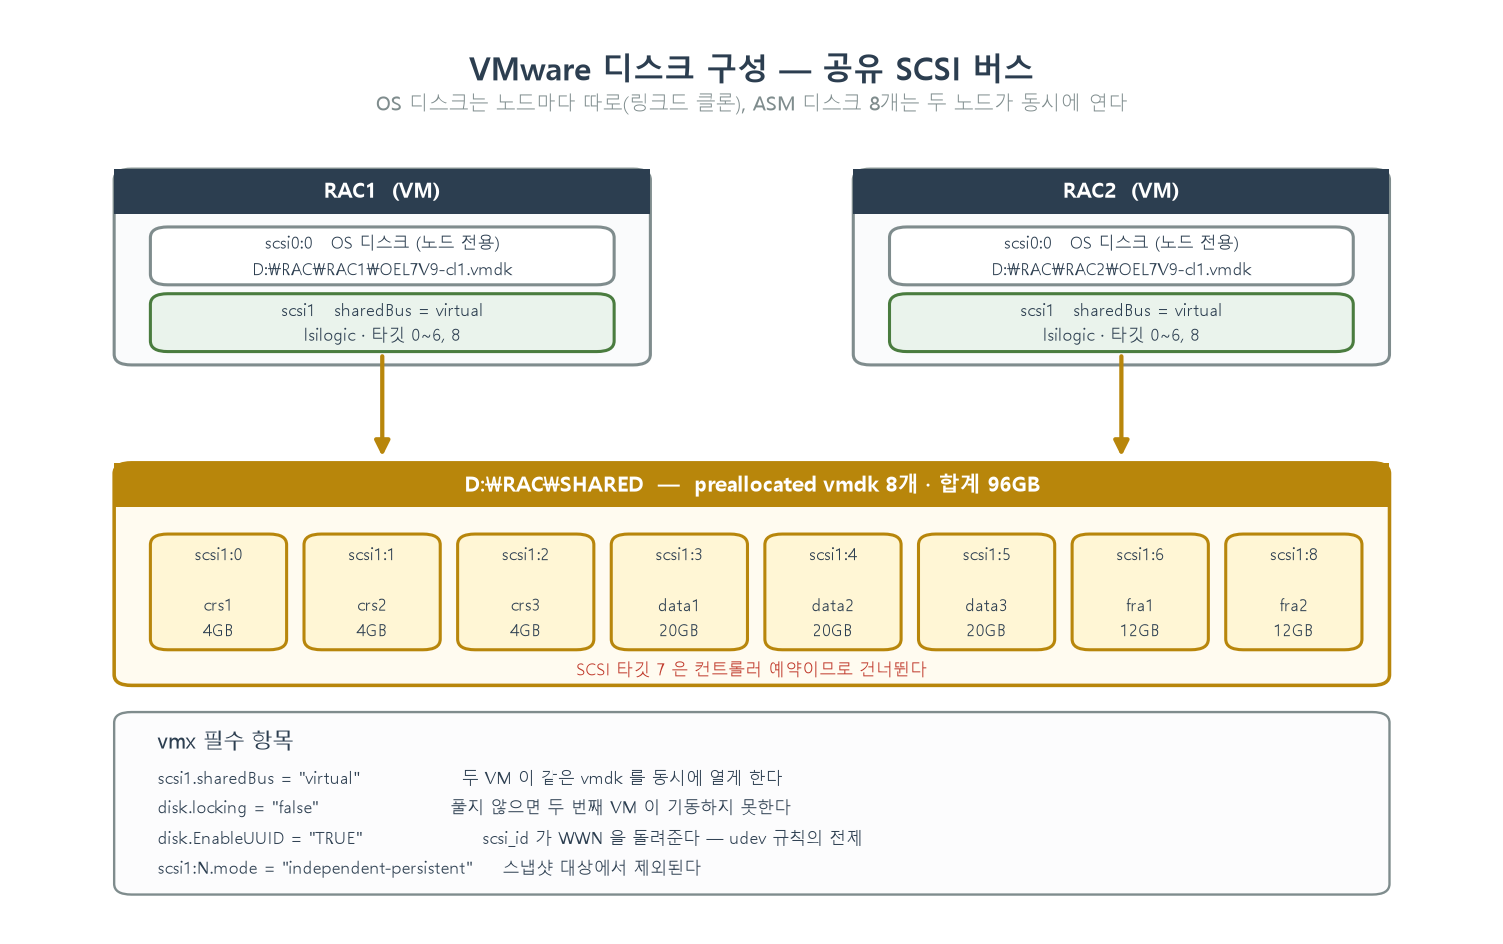 VMware 디스크 구성 — 공유 SCSI 버스
OS 디스크는 노드마다 따로(링크드 클론), ASM 디스크 8개는 두 노드가 동시에 연다
RAC1 (VM)
scsi0:0 OS 디스크 (노드 전용)
D:₩RAC₩RAC1₩OEL7V9-cl1.vmdk
scsi1 sharedBus = virtual
lsilogic · 타깃 0~6, 8
RAC2 (VM)
scsi0:0 OS 디스크 (노드 전용)
D:₩RAC₩RAC2₩OEL7V9-cl1.vmdk
scsi1 sharedBus = virtual
lsilogic · 타깃 0~6, 8
D:₩RAC₩SHARED — preallocated vmdk 8개 · 합계 96GB
scsi1:0
crs1
4GB
scsi1:1
crs2
4GB
scsi1:2
crs3
4GB
scsi1:3
data1
20GB
scsi1:4
data2
20GB
scsi1:5
data3
20GB
scsi1:6
fra1
12GB
scsi1:8
fra2
12GB
SCSI 타깃 7 은 컨트롤러 예약이므로 건너뛴다
vmx 필수 항목
scsi1.sharedBus = "virtual" 두 VM 이 같은 vmdk 를 동시에 열게 한다
disk.locking = "false" 풀지 않으면 두 번째 VM 이 기동하지 못한다
disk.EnableUUID = "TRUE" scsi_id 가 WWN 을 돌려준다 — udev 규칙의 전제
scsi1:N.mode = "independent-persistent" 스냅샷 대상에서 제외된다